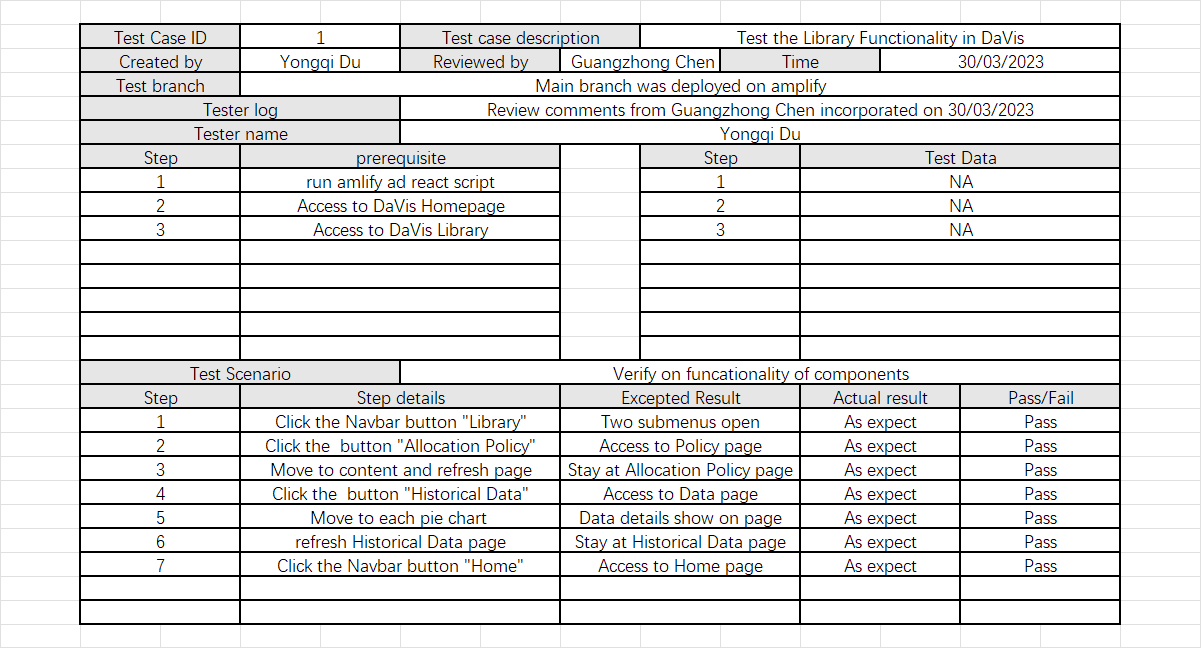 Test Case ID 1 Test case description Test the Library Functionality in DaVis
Created by Yongqi Du Reviewed by Guangzhong Chen Time 30/03/2023
Test branch Main branch was deployed on amplify
Tester log Review comments from Guangzhong Chen incorporated on 30/03/2023
Tester name Yongqi Du
Step prerequisite Step Test Data
1 run amlify ad react script 1 NA
2 Access to DaVis Homepage 2 NA
3 Access to DaVis Library 3 NA
Test Scenario Verify on funcationality of components
Step Step details Excepted Result Actual result Pass/Fail
1 Click the Navbar button "Library" Two submenus open As expect Pass
2 Click the  button "Allocation Policy" Access to Policy page As expect Pass
3 Move to content and refresh page Stay at Allocation Policy page As expect Pass
4 Click the  button "Historical Data" Access to Data page As expect Pass
5 Move to each pie chart Data details show on page As expect Pass
6 refresh Historical Data page Stay at Historical Data page As expect Pass
7 Click the Navbar button "Home" Access to Home page As expect Pass